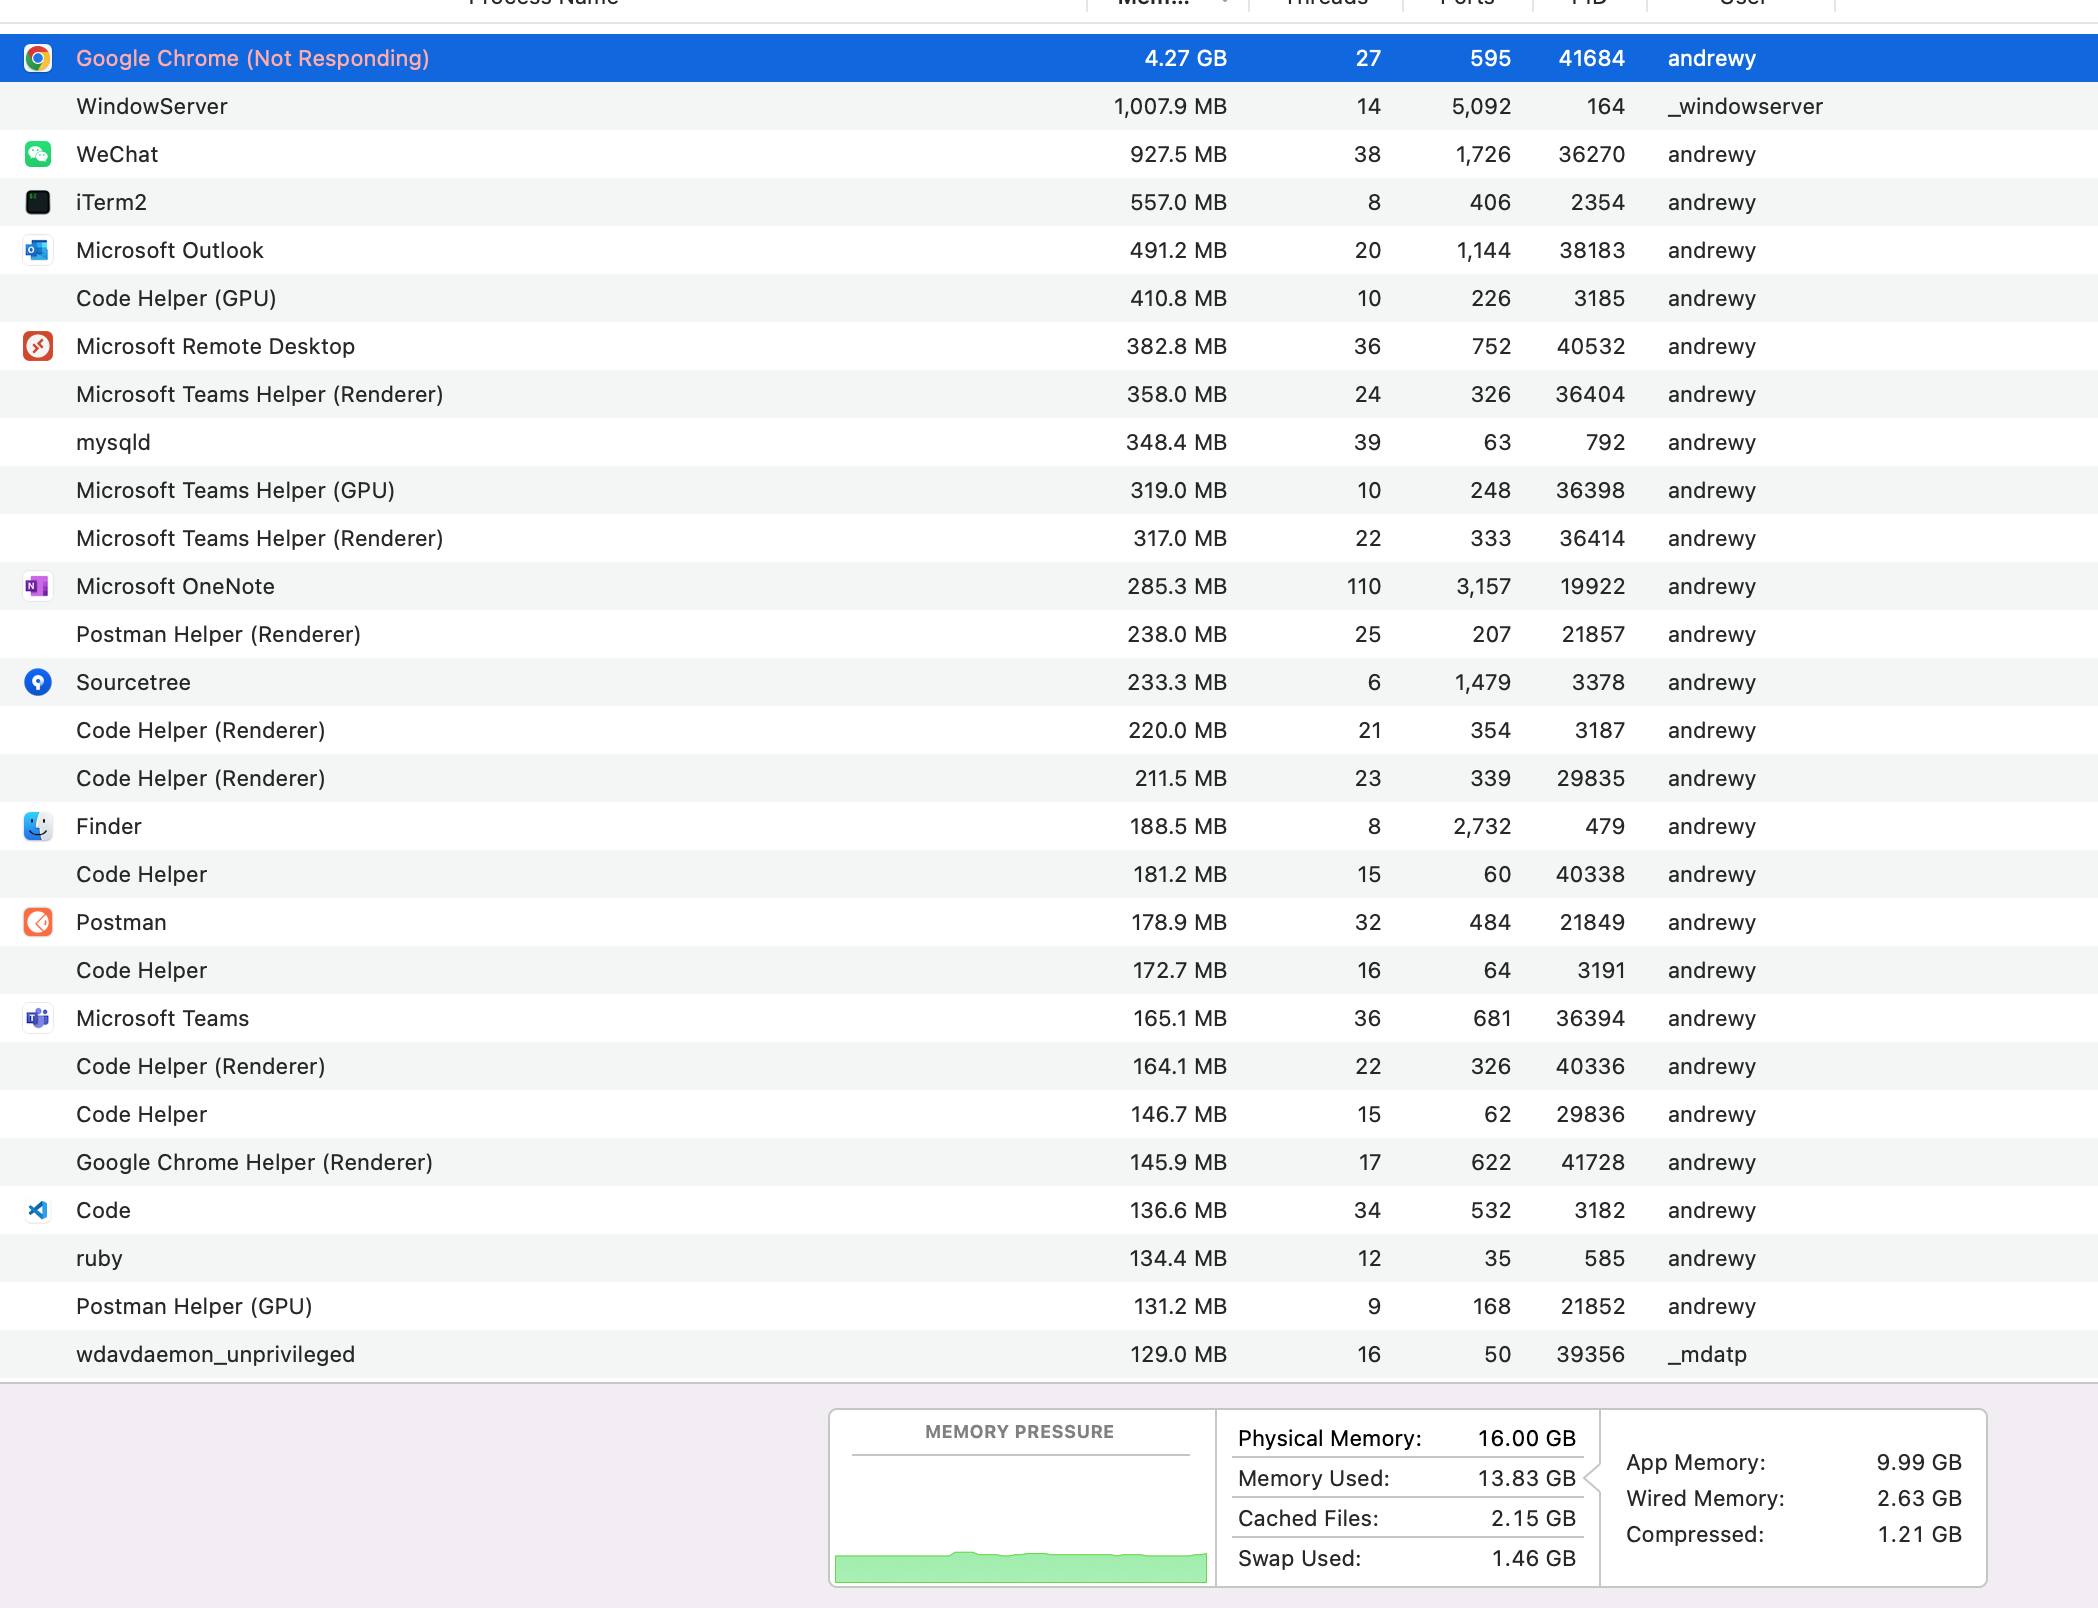 Process Name Mem... Threads Ports PID User
Google Chrome (Not Responding) 4.27 GB 27 595 41684 andrewy
WindowServer 1,007.9 MB 14 5,092 164 _windowserver
WeChat 927.5 MB 38 1,726 36270 andrewy
iTerm2 557.0 MB 8 406 2354 andrewy
Microsoft Outlook 491.2 MB 20 1,144 38183 andrewy
Code Helper (GPU) 410.8 MB 10 226 3185 andrewy
Microsoft Remote Desktop 382.8 MB 36 752 40532 andrewy
Microsoft Teams Helper (Renderer) 358.0 MB 24 326 36404 andrewy
mysqld 348.4 MB 39 63 792 andrewy
Microsoft Teams Helper (GPU) 319.0 MB 10 248 36398 andrewy
Microsoft Teams Helper (Renderer) 317.0 MB 22 333 36414 andrewy
Microsoft OneNote 285.3 MB 110 3,157 19922 andrewy
Postman Helper (Renderer) 238.0 MB 25 207 21857 andrewy
Sourcetree 233.3 MB 6 1,479 3378 andrewy
Code Helper (Renderer) 220.0 MB 21 354 3187 andrewy
Code Helper (Renderer) 211.5 MB 23 339 29835 andrewy
Finder 188.5 MB 8 2,732 479 andrewy
Code Helper 181.2 MB 15 60 40338 andrewy
Postman 178.9 MB 32 484 21849 andrewy
Code Helper 172.7 MB 16 64 3191 andrewy
Microsoft Teams 165.1 MB 36 681 36394 andrewy
Code Helper (Renderer) 164.1 MB 22 326 40336 andrewy
Code Helper 146.7 MB 15 62 29836 andrewy
Google Chrome Helper (Renderer) 145.9 MB 17 622 41728 andrewy
Code 136.6 MB 34 532 3182 andrewy
ruby 134.4 MB 12 35 585 andrewy
Postman Helper (GPU) 131.2 MB 9 168 21852 andrewy
wdavdaemon_unprivileged 129.0 MB 16 50 39356 _mdatp
MEMORY PRESSURE
Physical Memory: 16.00 GB
Memory Used: 13.83 GB
Cached Files: 2.15 GB
Swap Used: 1.46 GB
App Memory: 9.99 GB
Wired Memory: 2.63 GB
Compressed: 1.21 GB